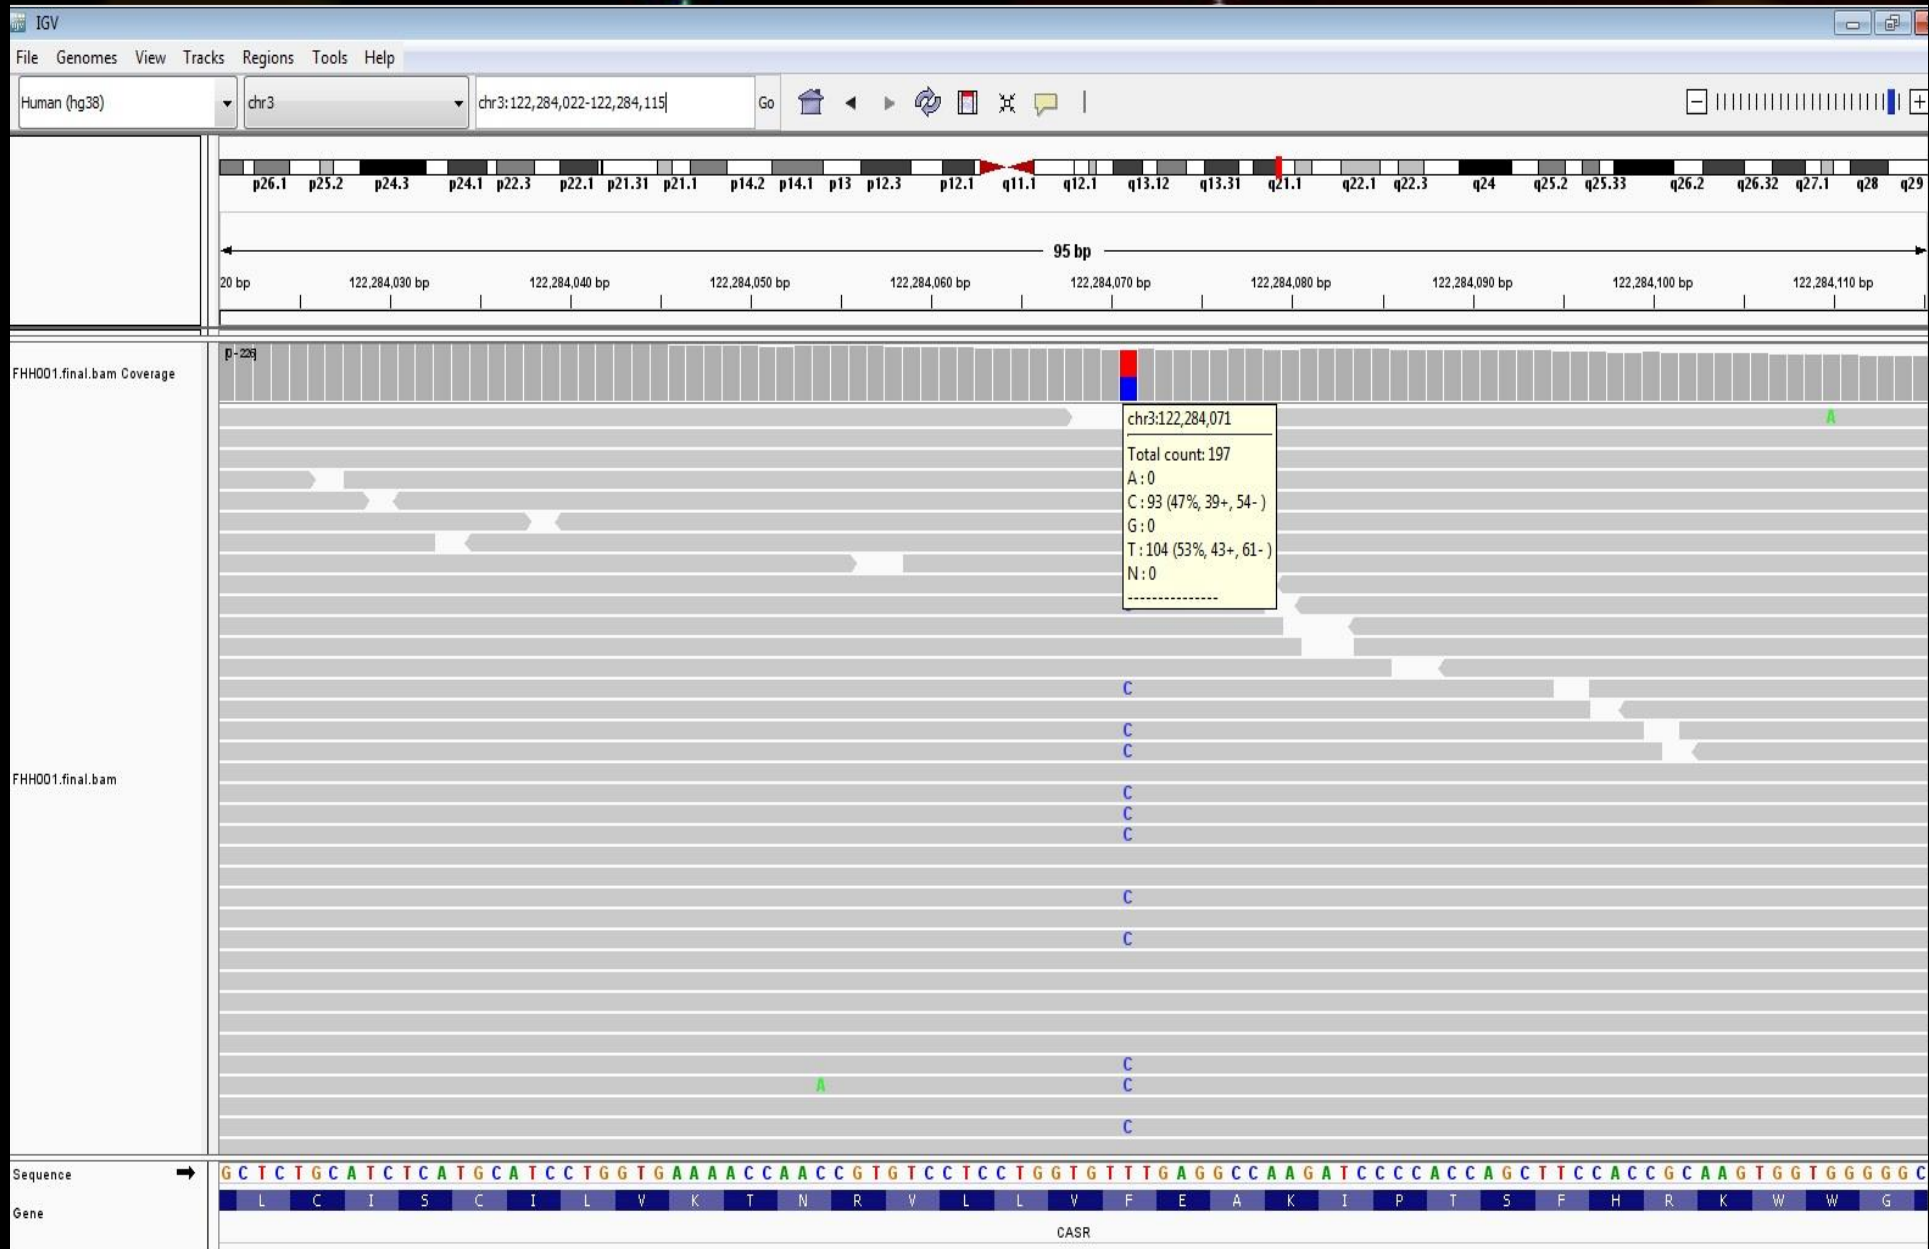 IGV
File Genomes View Tracks Regions Tools Help
Human (hg38) chr3 chr3:122,284,022-122,284,115 Go
p26.1 p25.2 p24.3 p24.1 p22.3 p22.1 p21.31 p21.1 p14.2 p14.1 p13 p12.3 p12.1 q11.1 q12.1 q13.12 q13.31 q21.1 q22.1 q22.3 q24 q25.2 q25.33 q26.2 q26.32 q27.1 q28 q29
95 bp
20 bp 122,284,030 bp 122,284,040 bp 122,284,050 bp 122,284,060 bp 122,284,070 bp 122,284,080 bp 122,284,090 bp 122,284,100 bp 122,284,110 bp
[0 - 226]
FHH001.final.bam Coverage
chr3:122,284,071
A
Total count: 197
A : 0
C : 93 (47%, 39+, 54- )
G : 0
T : 104 (53%, 43+, 61- )
N : 0
---------------
C
C
C
FHH001.final.bam
C
C
C
C
C
C
A C
C
Sequence G C T C T G C A T C T C A T G C A T C C T G G T G A A A A C C A A C C G T G T C C T C C T G G T G T T T G A G G C C A A G A T C C C C A C C A G C T T C C A C C G C A A G T G G T G G G G G C
Gene L C I S C I L V K T N R V L L V F E A K I P T S F H R K W W G
CASR